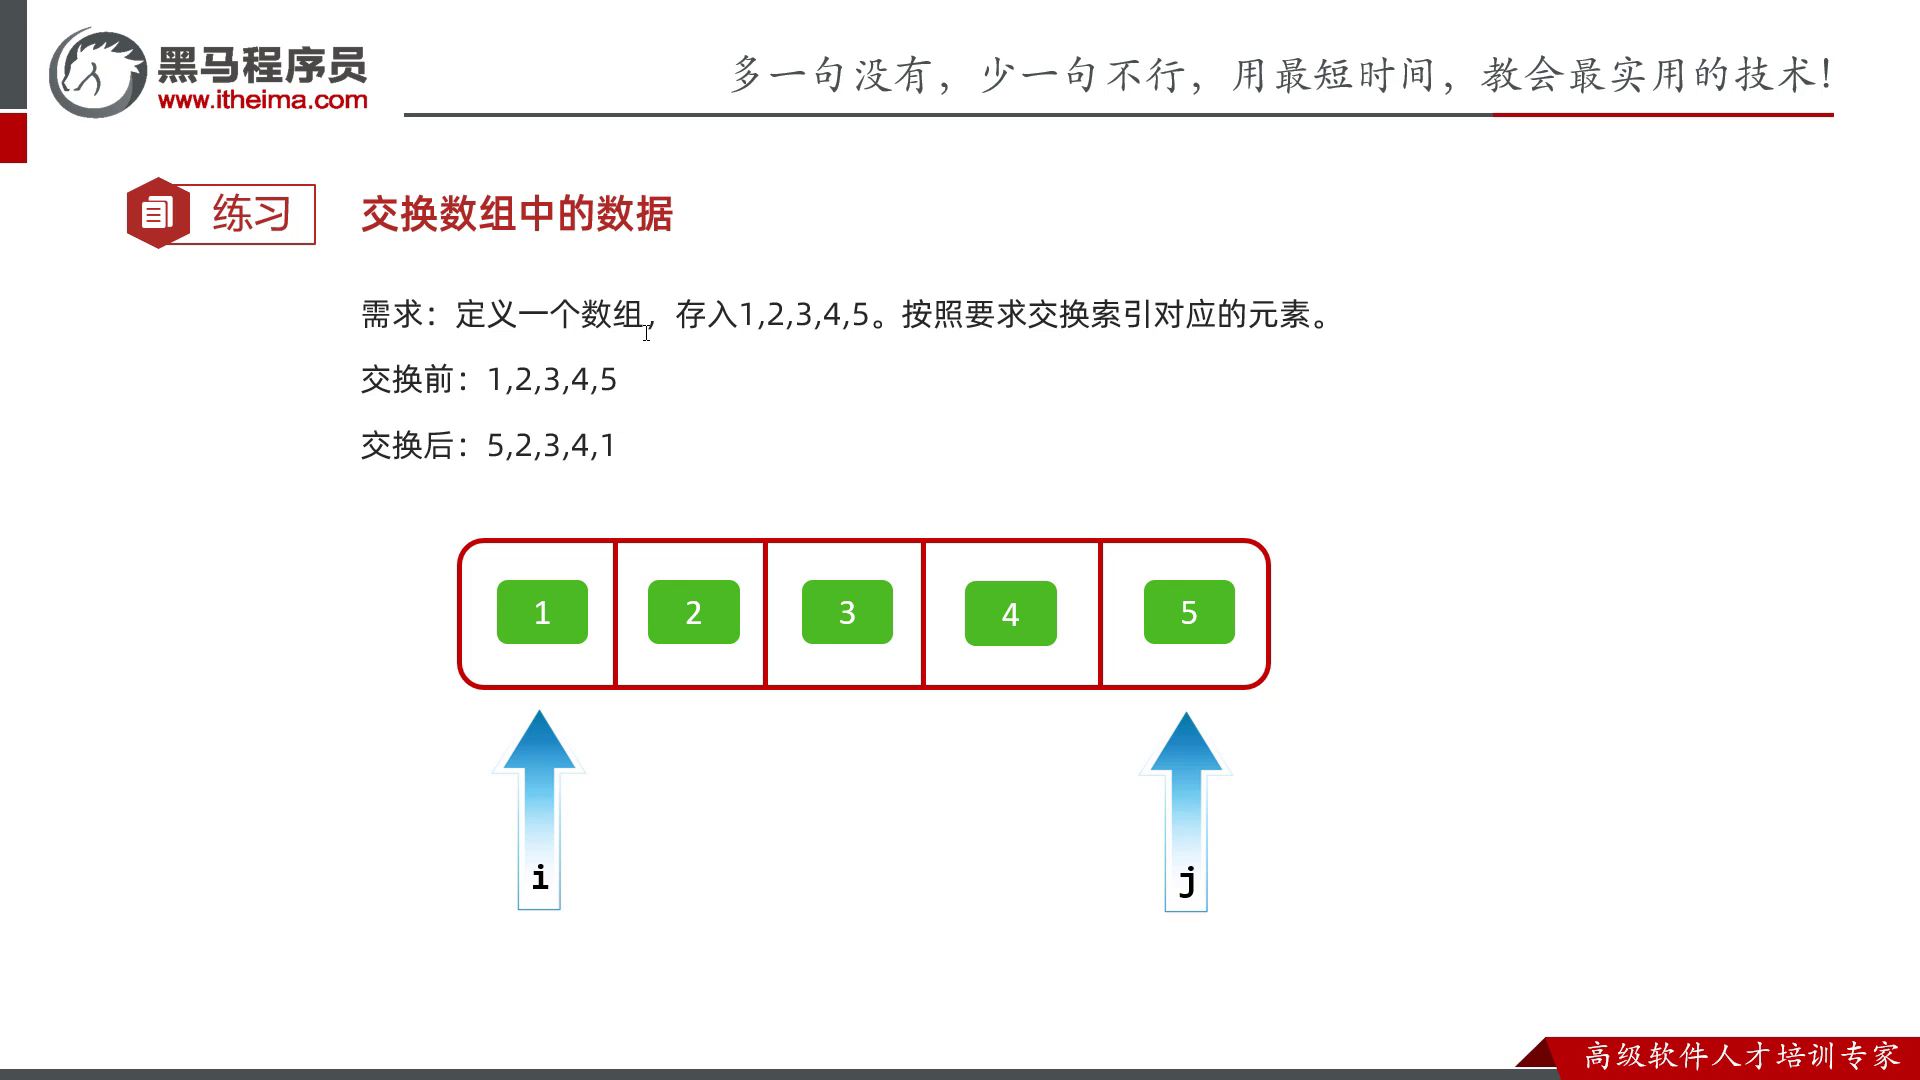 黑马程序员
www.itheima.com
多一句没有，少一句不行，用最短时间，教会最实用的技术！
练习
交换数组中的数据
需求：定义一个数组，存入1,2,3,4,5。按照要求交换索引对应的元素。
交换前：1,2,3,4,5
交换后：5,2,3,4,1
1 2 3 4 5
i j
高级软件人才培训专家